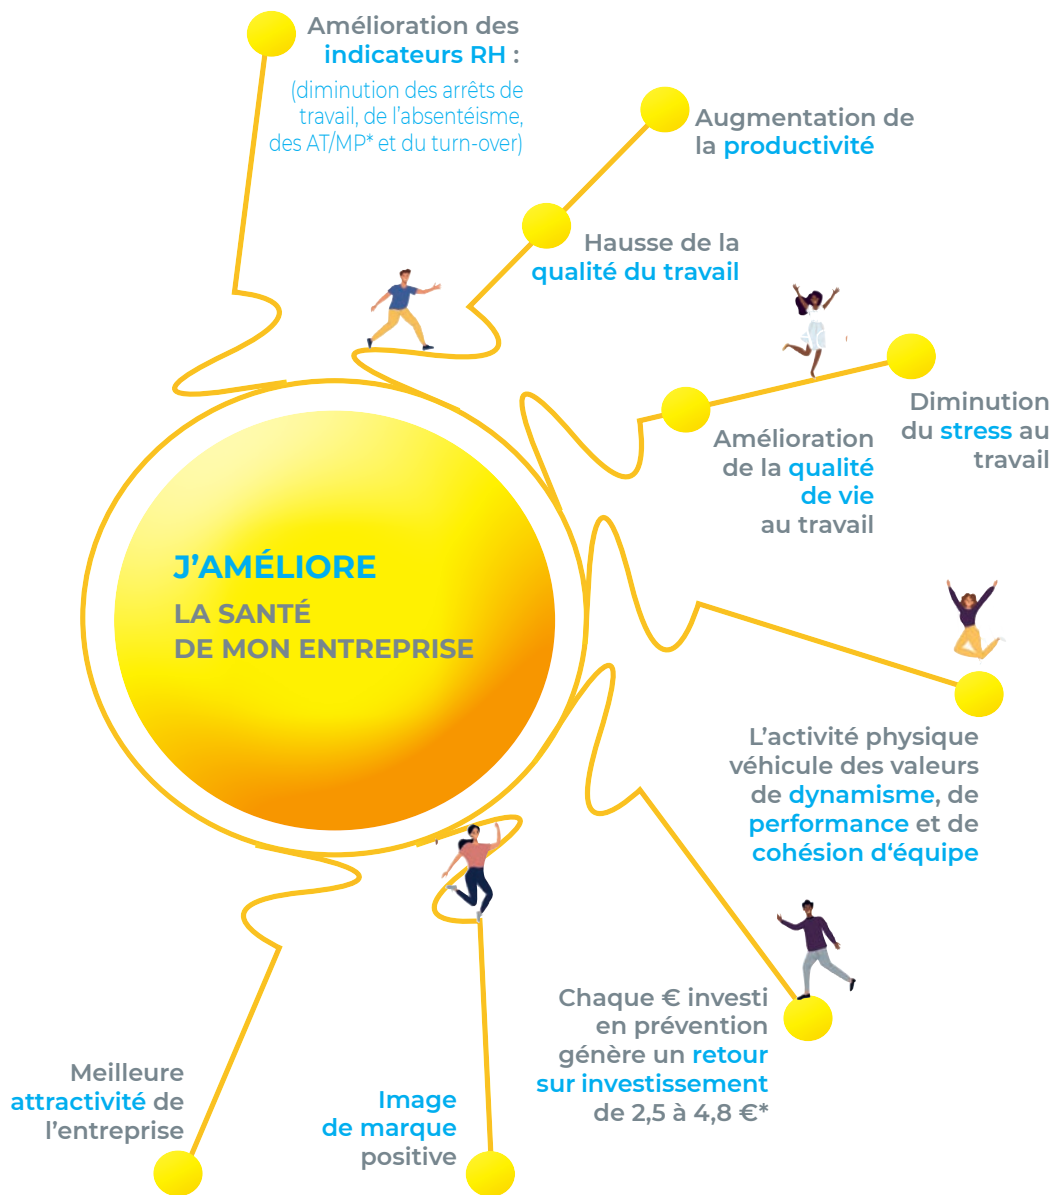 Amélioration des
indicateurs RH :
(diminution des arrêts de
travail, de l’absentéisme,
des AT/MP* et du turn-over)
Augmentation de
la productivité
Hausse de la
qualité du travail
Diminution
du stress au
travail
Amélioration
de la qualité
de vie
au travail
J’AMÉLIORE
LA SANTÉ
DE MON ENTREPRISE
L’activité physique
véhicule des valeurs
de dynamisme, de
performance et de
cohésion d‘équipe
Chaque € investi
en prévention
génère un retour
sur investissement
de 2,5 à 4,8 €*
Meilleure
attractivité de
l’entreprise
Image
de marque
positive